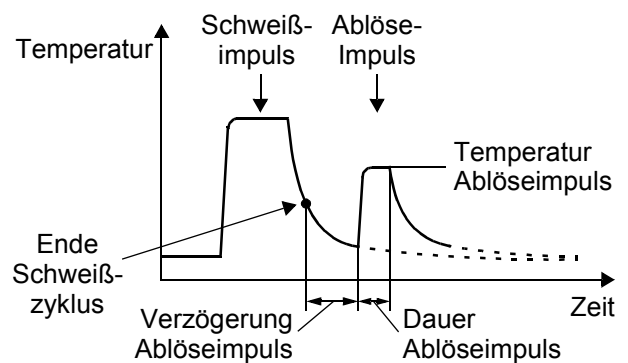 Schweiß-
impuls
Ablöse-
Impuls
Temperatur
Temperatur
Ablöseimpuls
Ende
Schweiß-
zyklus
Zeit
Verzögerung
Ablöseimpuls
Dauer
Ablöseimpuls